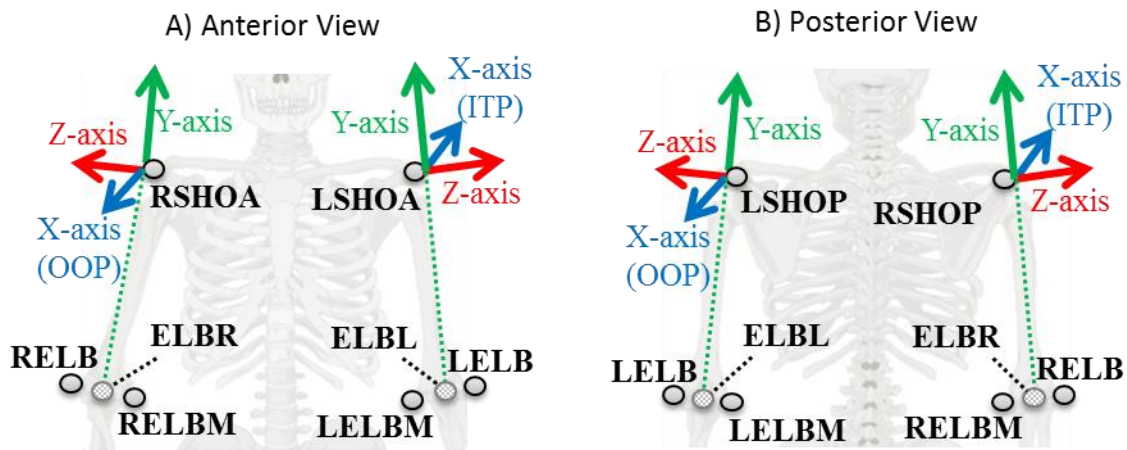 A) Anterior View
Y-axis
Z-axis
RSHOA
X-axis
(OOP)
X-axis
(ITP)
Y-axis
LSHOA
Z-axis
ELBR
RELB
RELBM
ELBL
LELB
LELBM
B) Posterior View
Y-axis
Z-axis
LSHOP
X-axis
(OOP)
X-axis
(ITP)
Y-axis
RSHOP
Z-axis
ELBL
LELB
LELBM
ELBR
RELB
RELBM